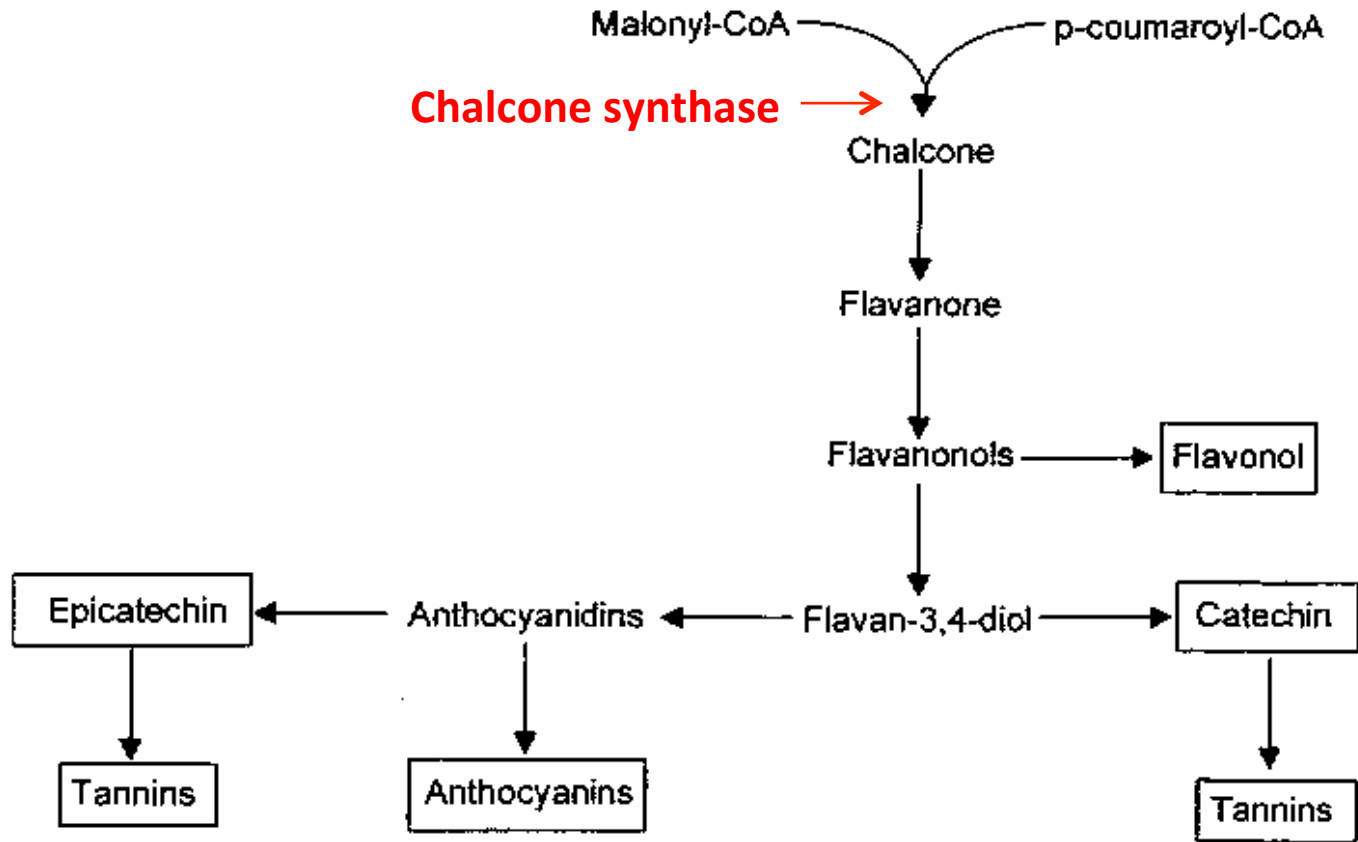 Malonyl-CoA
p-coumaroyl-CoA
Chalcone synthase
Chalcone
Flavanone
Flavanonols
Flavonol
Epicatechin
Anthocyanidins
Flavan-3,4-diol
Catechin
Tannins
Anthocyanins
Tannins